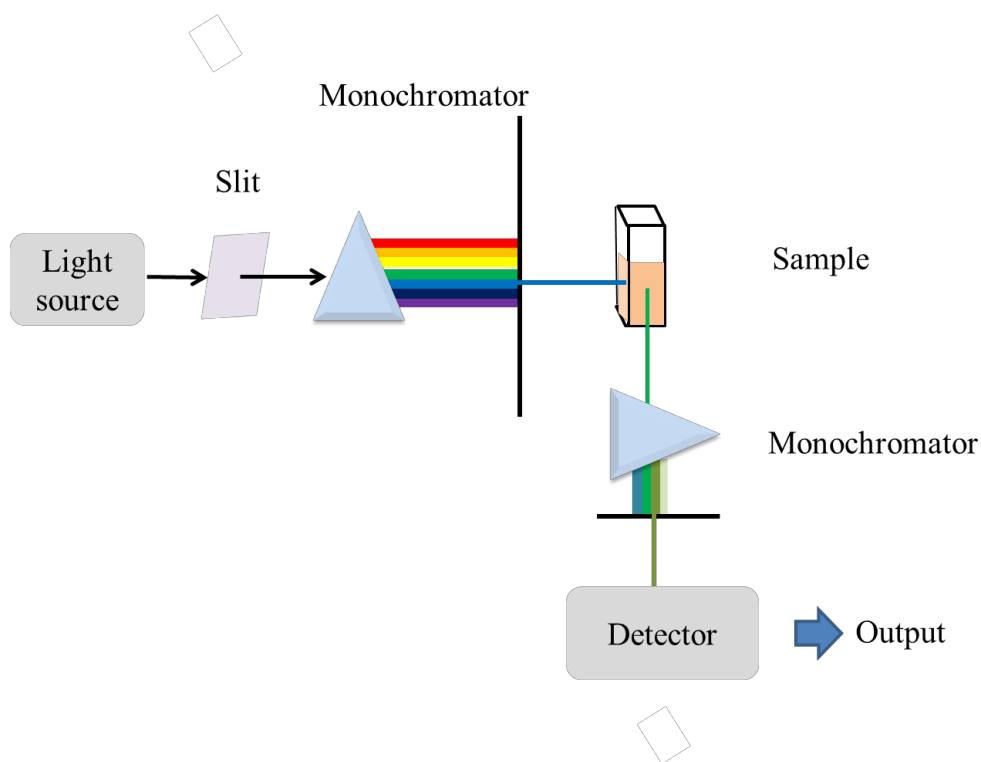 Monochromator
Slit
Light
source
Sample
Monochromator
Detector
Output